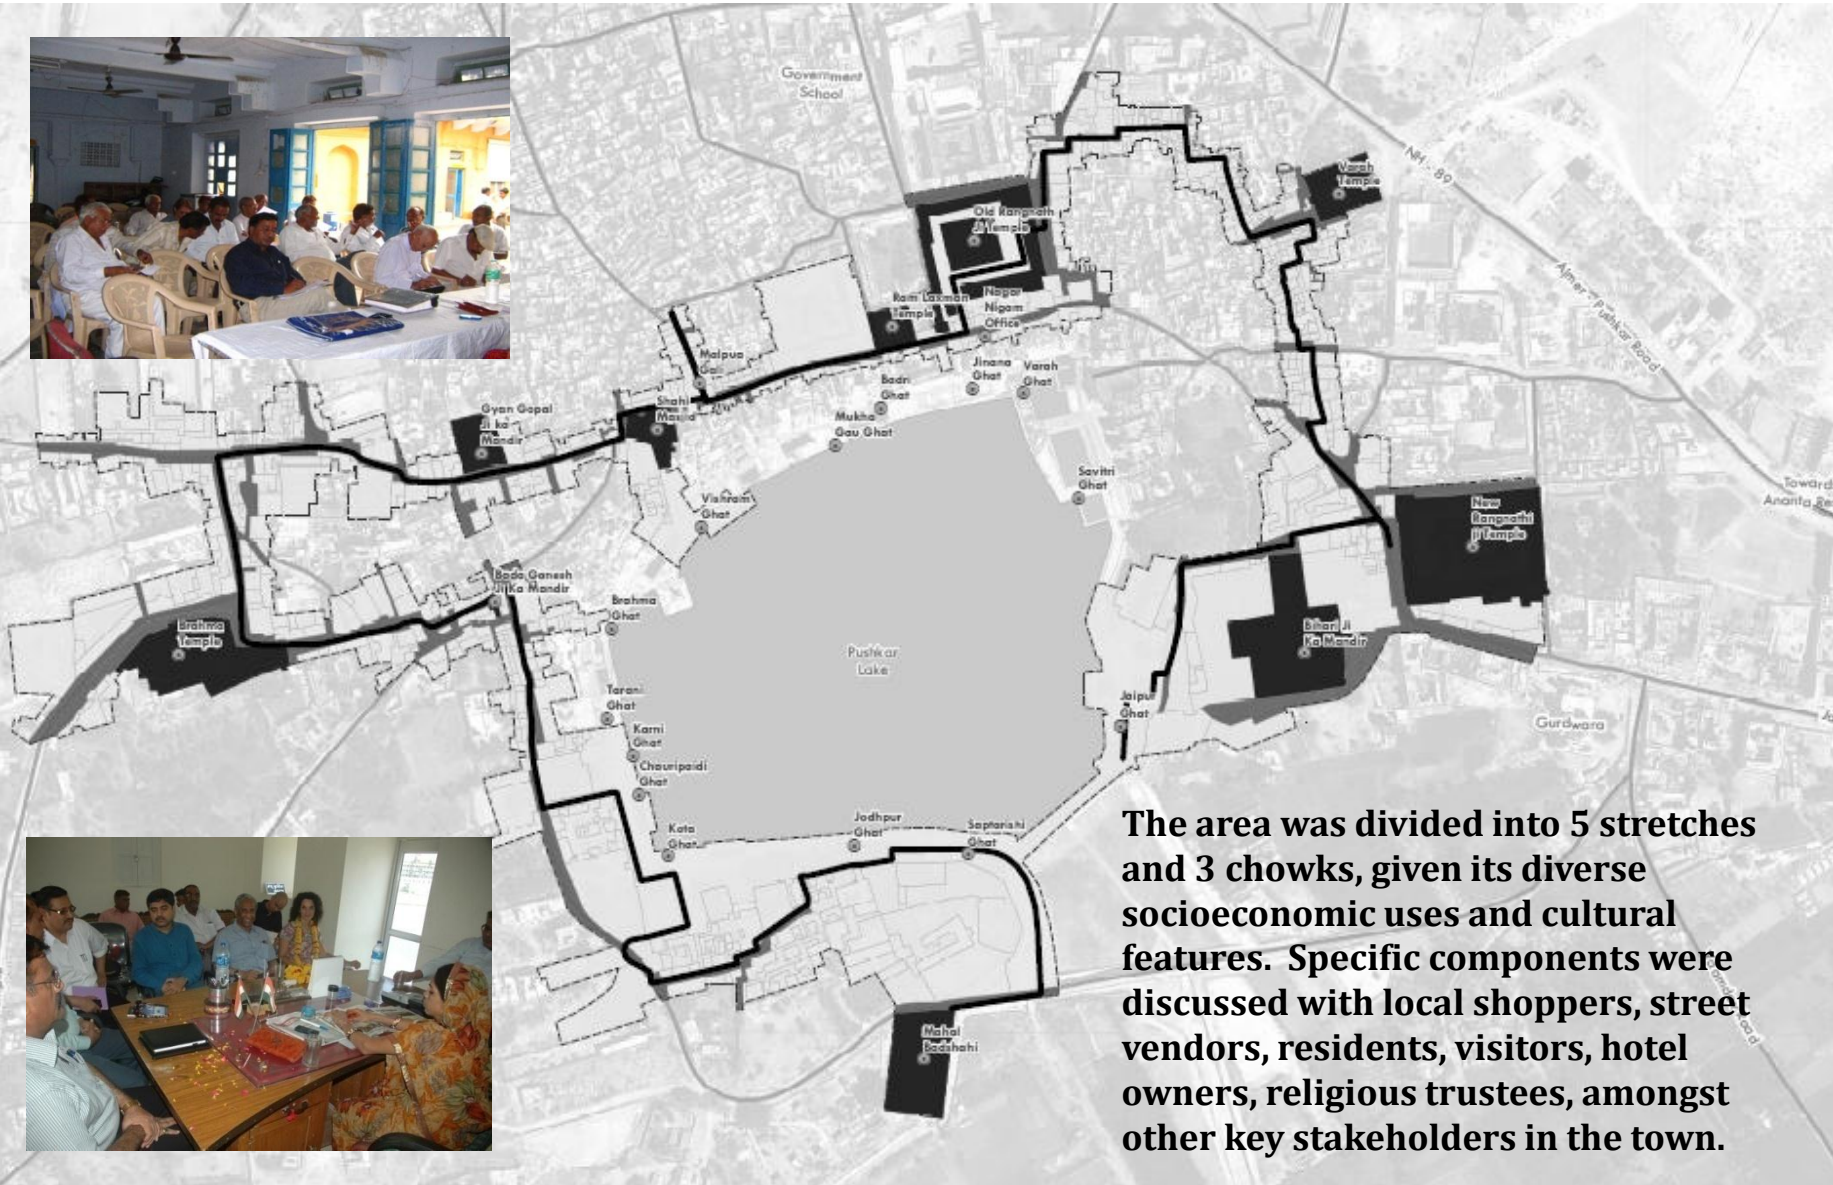 Government
School
NH - 89
Varah
Temple
Old Rangnath
Ji Temple
Ajmer - Pushkar Road
Ram Laxman
Temple
Nagar
Nigam
Office
Malpua
Gali
Jinana
Ghat
Varah
Ghat
Badri
Ghat
Shahi
Masjid
Mukha
Gau Ghat
Gyan Gopal
Ji ka
Mandir
Savitri
Ghat
Toward
Ananta Re
Vishram
Ghat
New
Rangnathi
ji Temple
Bada Ganesh
Ji Ka Mandir
Brahma
Ghat
Brahma
Temple
Bihari Ji
Ka Mandir
Pushkar
Lake
Tarani
Ghat
Jaipur
Ghat
Gurdwara
Karni
Ghat
Chauripaidi
Ghat
Kota
Ghat
Jodhpur
Ghat
Saptarishi
Ghat
Mahal
Badshahi
The area was divided into 5 stretches
and 3 chowks, given its diverse
socioeconomic uses and cultural
features.  Specific components were
discussed with local shoppers, street
vendors, residents, visitors, hotel
owners, religious trustees, amongst
other key stakeholders in the town.